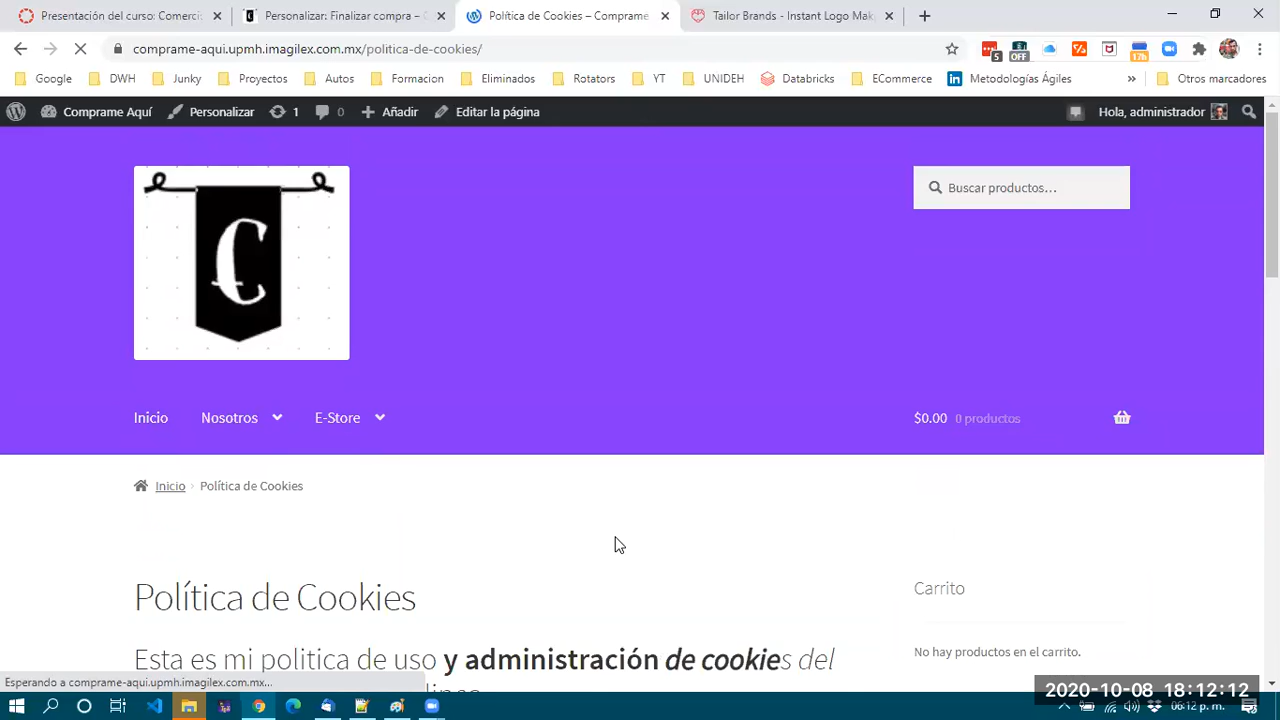 Presentación del curso: Comerci
Personalizar: Finalizar compra – C
Política de Cookies – Comprame
Tailor Brands - Instant Logo Mak
comprame-aqui.upmh.imagilex.com.mx/politica-de-cookies/
5
OFF
17h
Google
DWH
Junky
Proyectos
Autos
Formacion
Eliminados
Rotators
YT
UNIDEH
Databricks
ECommerce
Metodologías Ágiles
»
Otros marcadores
Comprame Aquí
Personalizar
1
0
Añadir
Editar la página
Hola, administrador
C
Buscar productos…
Inicio
Nosotros
E-Store
$0.00 0 productos
Inicio › Política de Cookies
Política de Cookies
Carrito
Esta es mi politica de uso y administración de cookies del
No hay productos en el carrito.
Esperando a comprame-aqui.upmh.imagilex.com.mx...
2020-10-08 18:12:12
06:12 p. m.